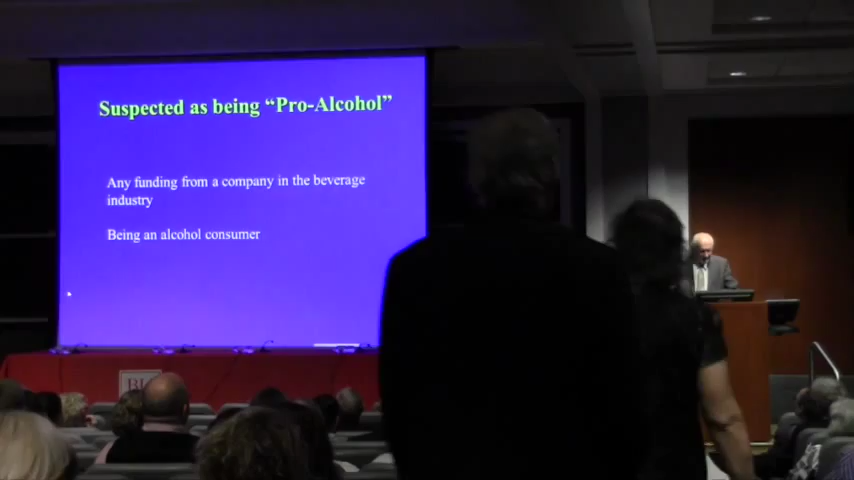 Suspected as being “Pro-Alcohol”
Any funding from a company in the beverage
industry
Being an alcohol consumer